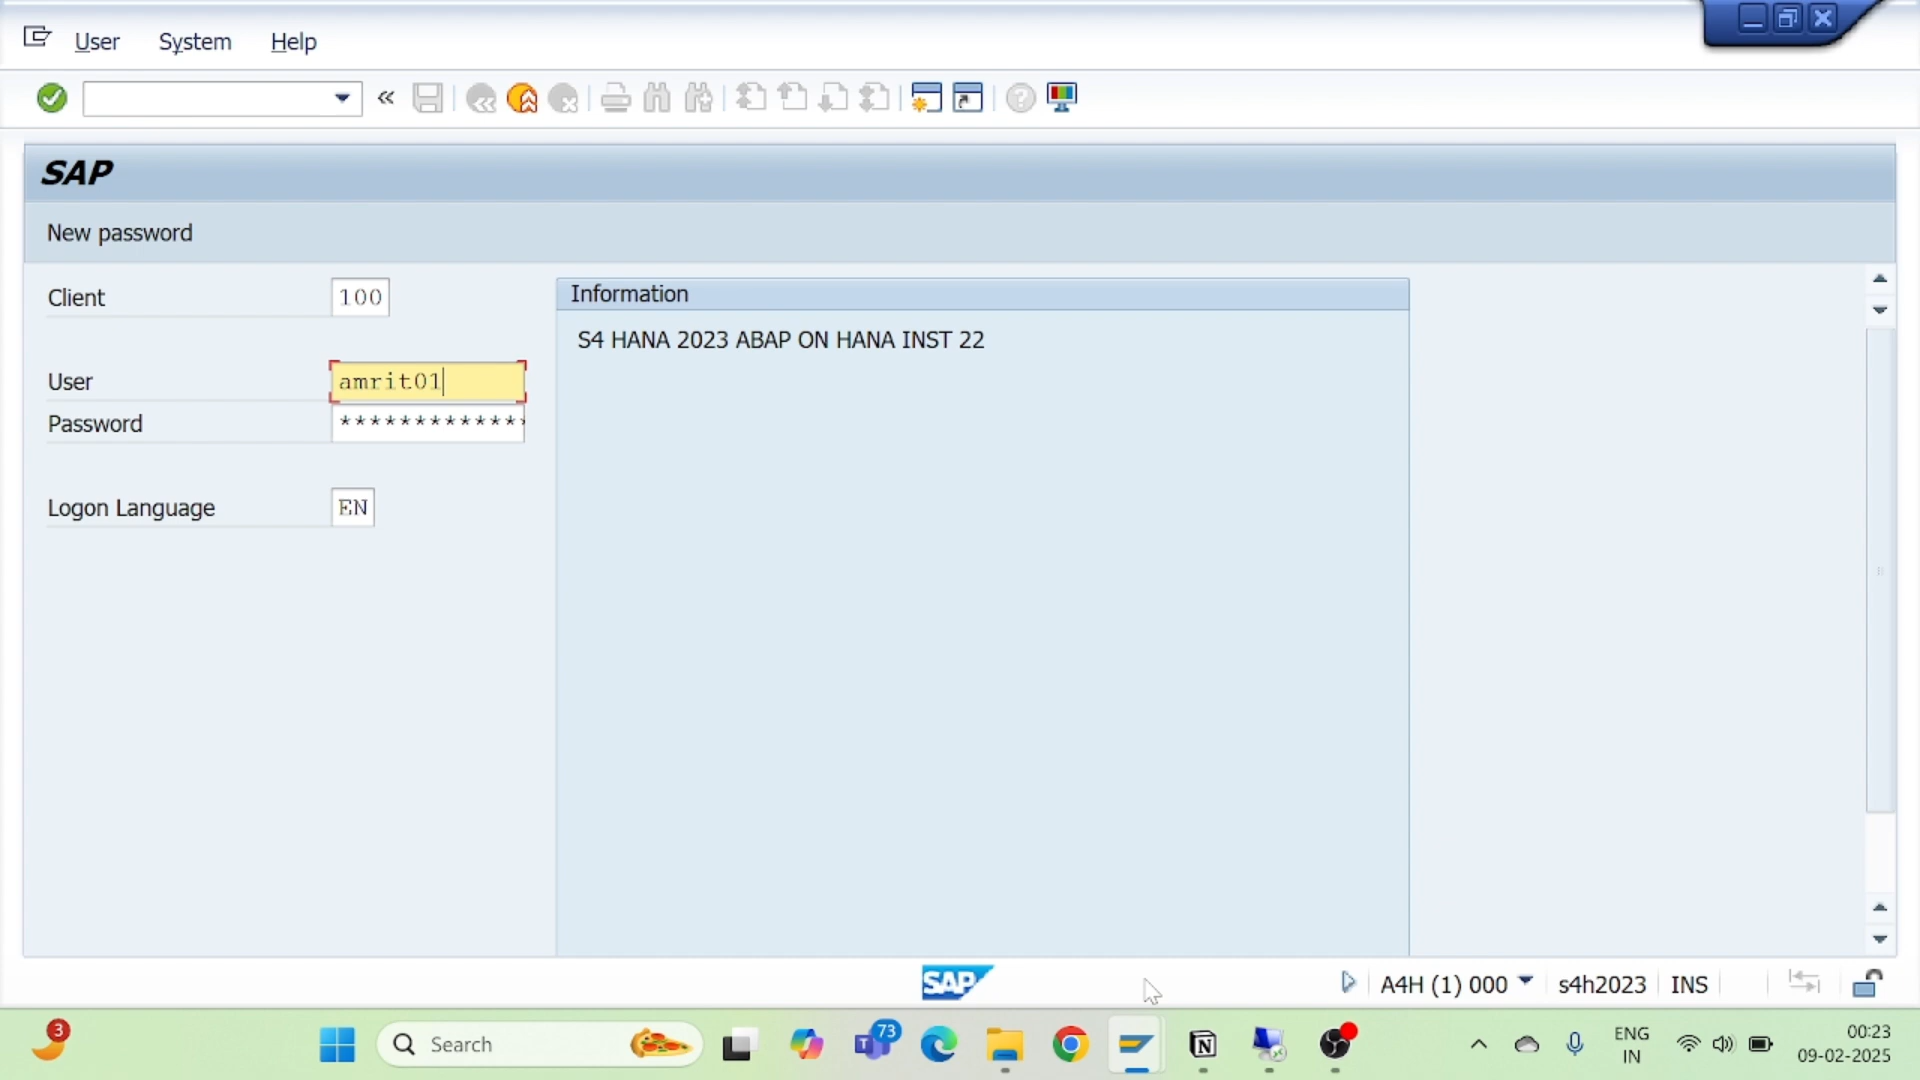 User System Help
SAP
New password
Client 100
Information
S4 HANA 2023 ABAP ON HANA INST 22
User amrit01
Password *************
Logon Language EN
SAP
A4H (1) 000 s4h2023 INS
3
Search
73
ENG
IN
00:23
09-02-2025